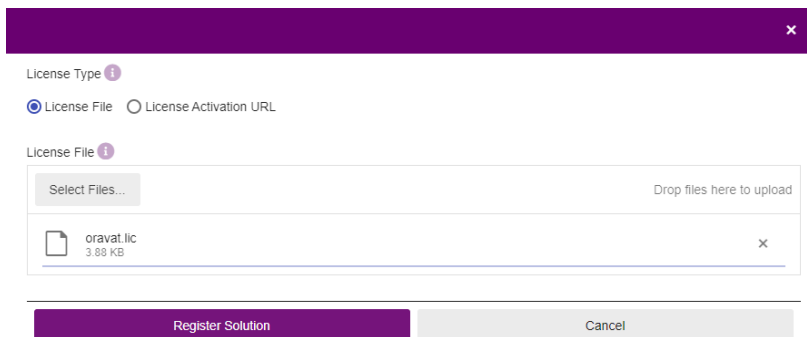 License Type
License File License Activation URL
License File
Select Files... Drop files here to upload
oravat.lic
3.88 KB
Register Solution Cancel